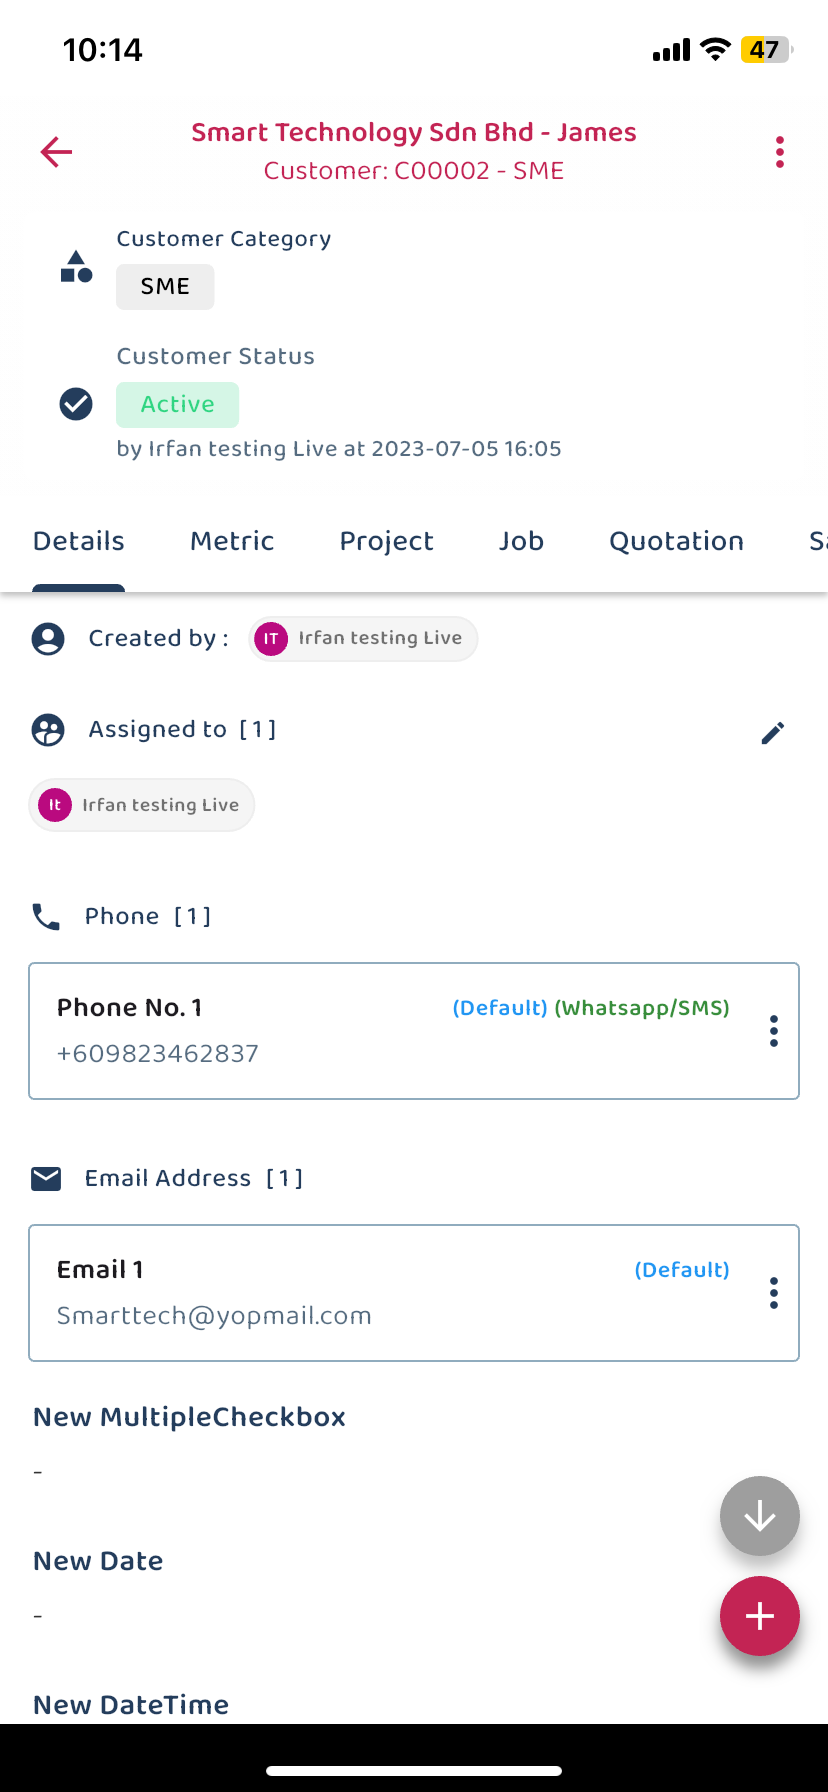 10:14
47
Smart Technology Sdn Bhd - James
Customer: C00002 - SME
Customer Category
SME
Customer Status
Active
by Irfan testing Live at 2023-07-05 16:05
Details Metric Project Job Quotation Sa
Created by : IT Irfan testing Live
Assigned to [ 1 ]
It Irfan testing Live
Phone [ 1 ]
Phone No. 1 (Default) (Whatsapp/SMS)
+609823462837
Email Address [ 1 ]
Email 1 (Default)
Smarttech@yopmail.com
New MultipleCheckbox
-
New Date
-
New DateTime